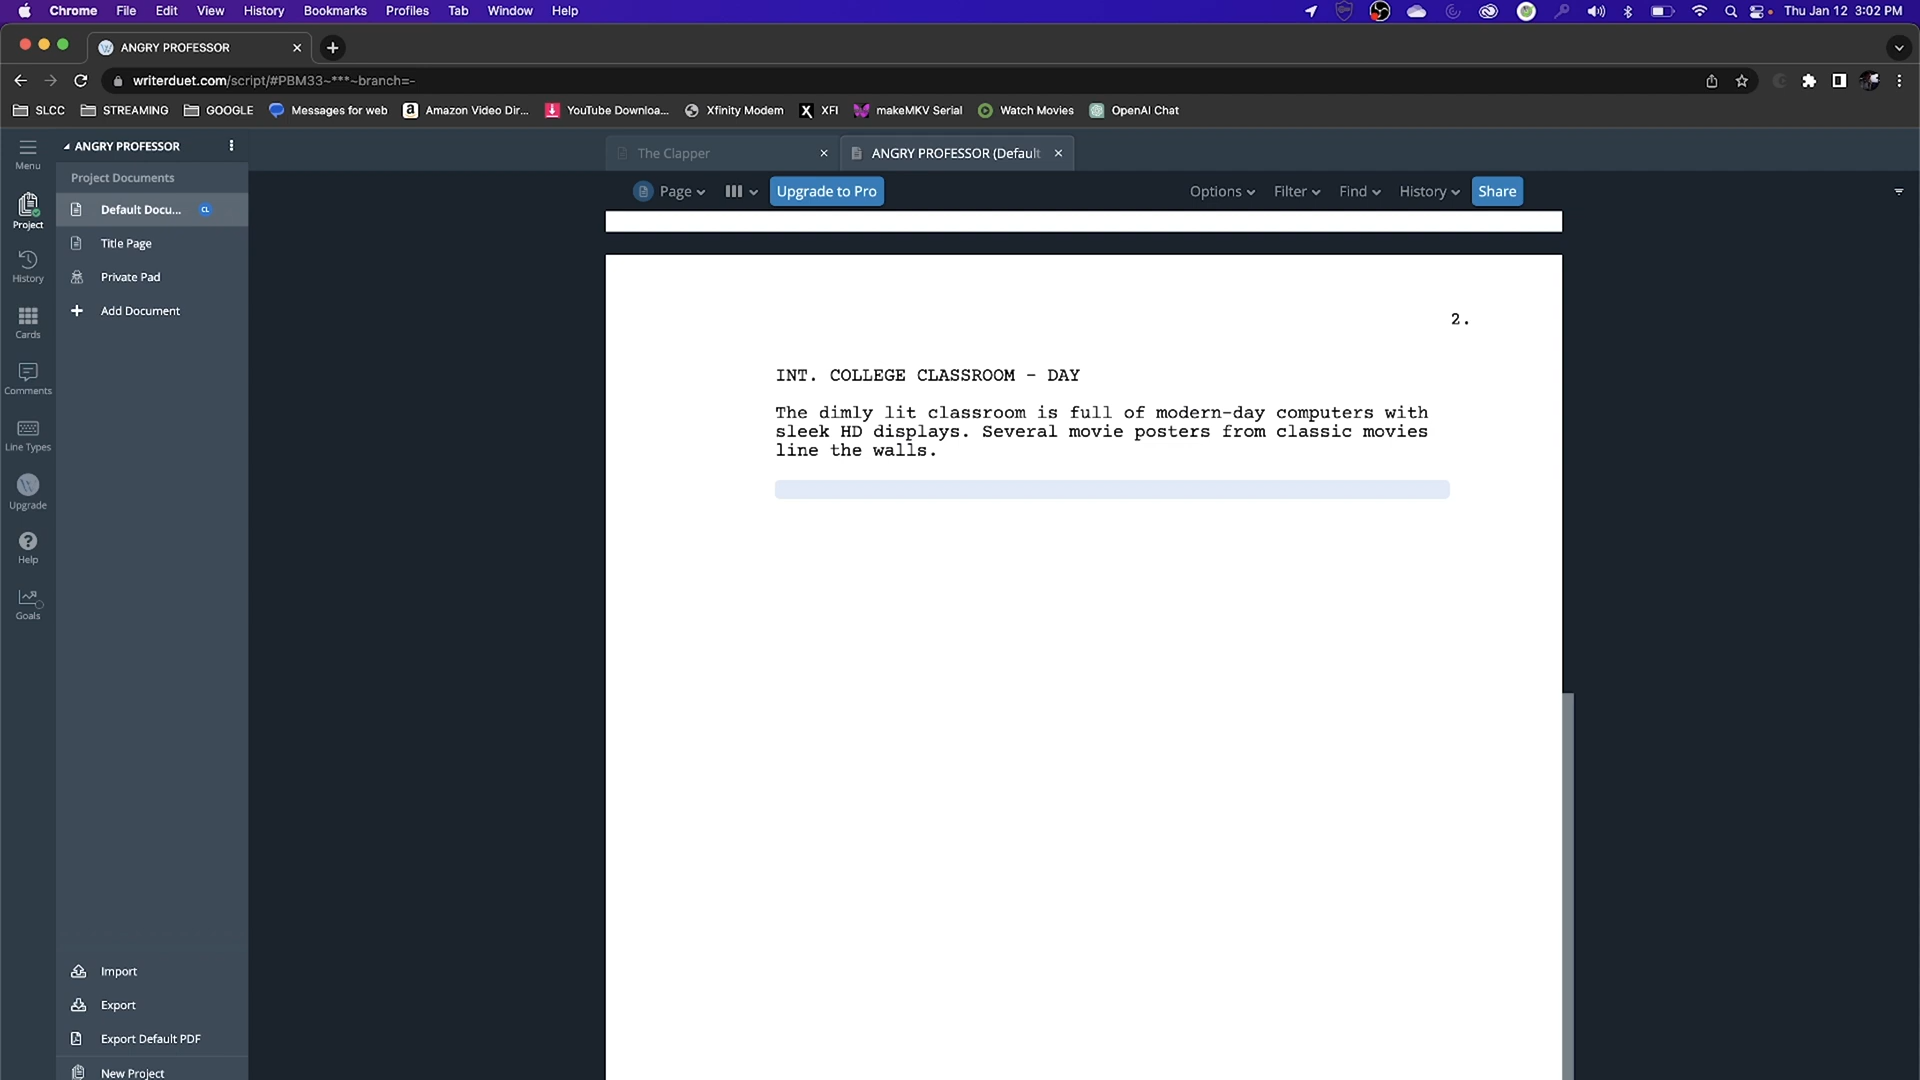 Chrome File Edit View History Bookmarks Profiles Tab Window Help Thu Jan 12 3:02 PM
ANGRY PROFESSOR
writerduet.com/script/#PBM33~***~branch=-
SLCC STREAMING GOOGLE Messages for web Amazon Video Dir... YouTube Downloa... Xfinity Modem XFI makeMKV Serial Watch Movies OpenAI Chat
Menu
ANGRY PROFESSOR
The Clapper
ANGRY PROFESSOR (Default
Project Documents
Page
Upgrade to Pro
Options
Filter
Find
History
Share
Project
Default Docu...
CL
Title Page
History
Private Pad
Add Document
Cards
Comments
Line Types
Upgrade
Help
Goals
2.
INT. COLLEGE CLASSROOM - DAY
The dimly lit classroom is full of modern-day computers with
sleek HD displays. Several movie posters from classic movies
line the walls.
Import
Export
Export Default PDF
New Project